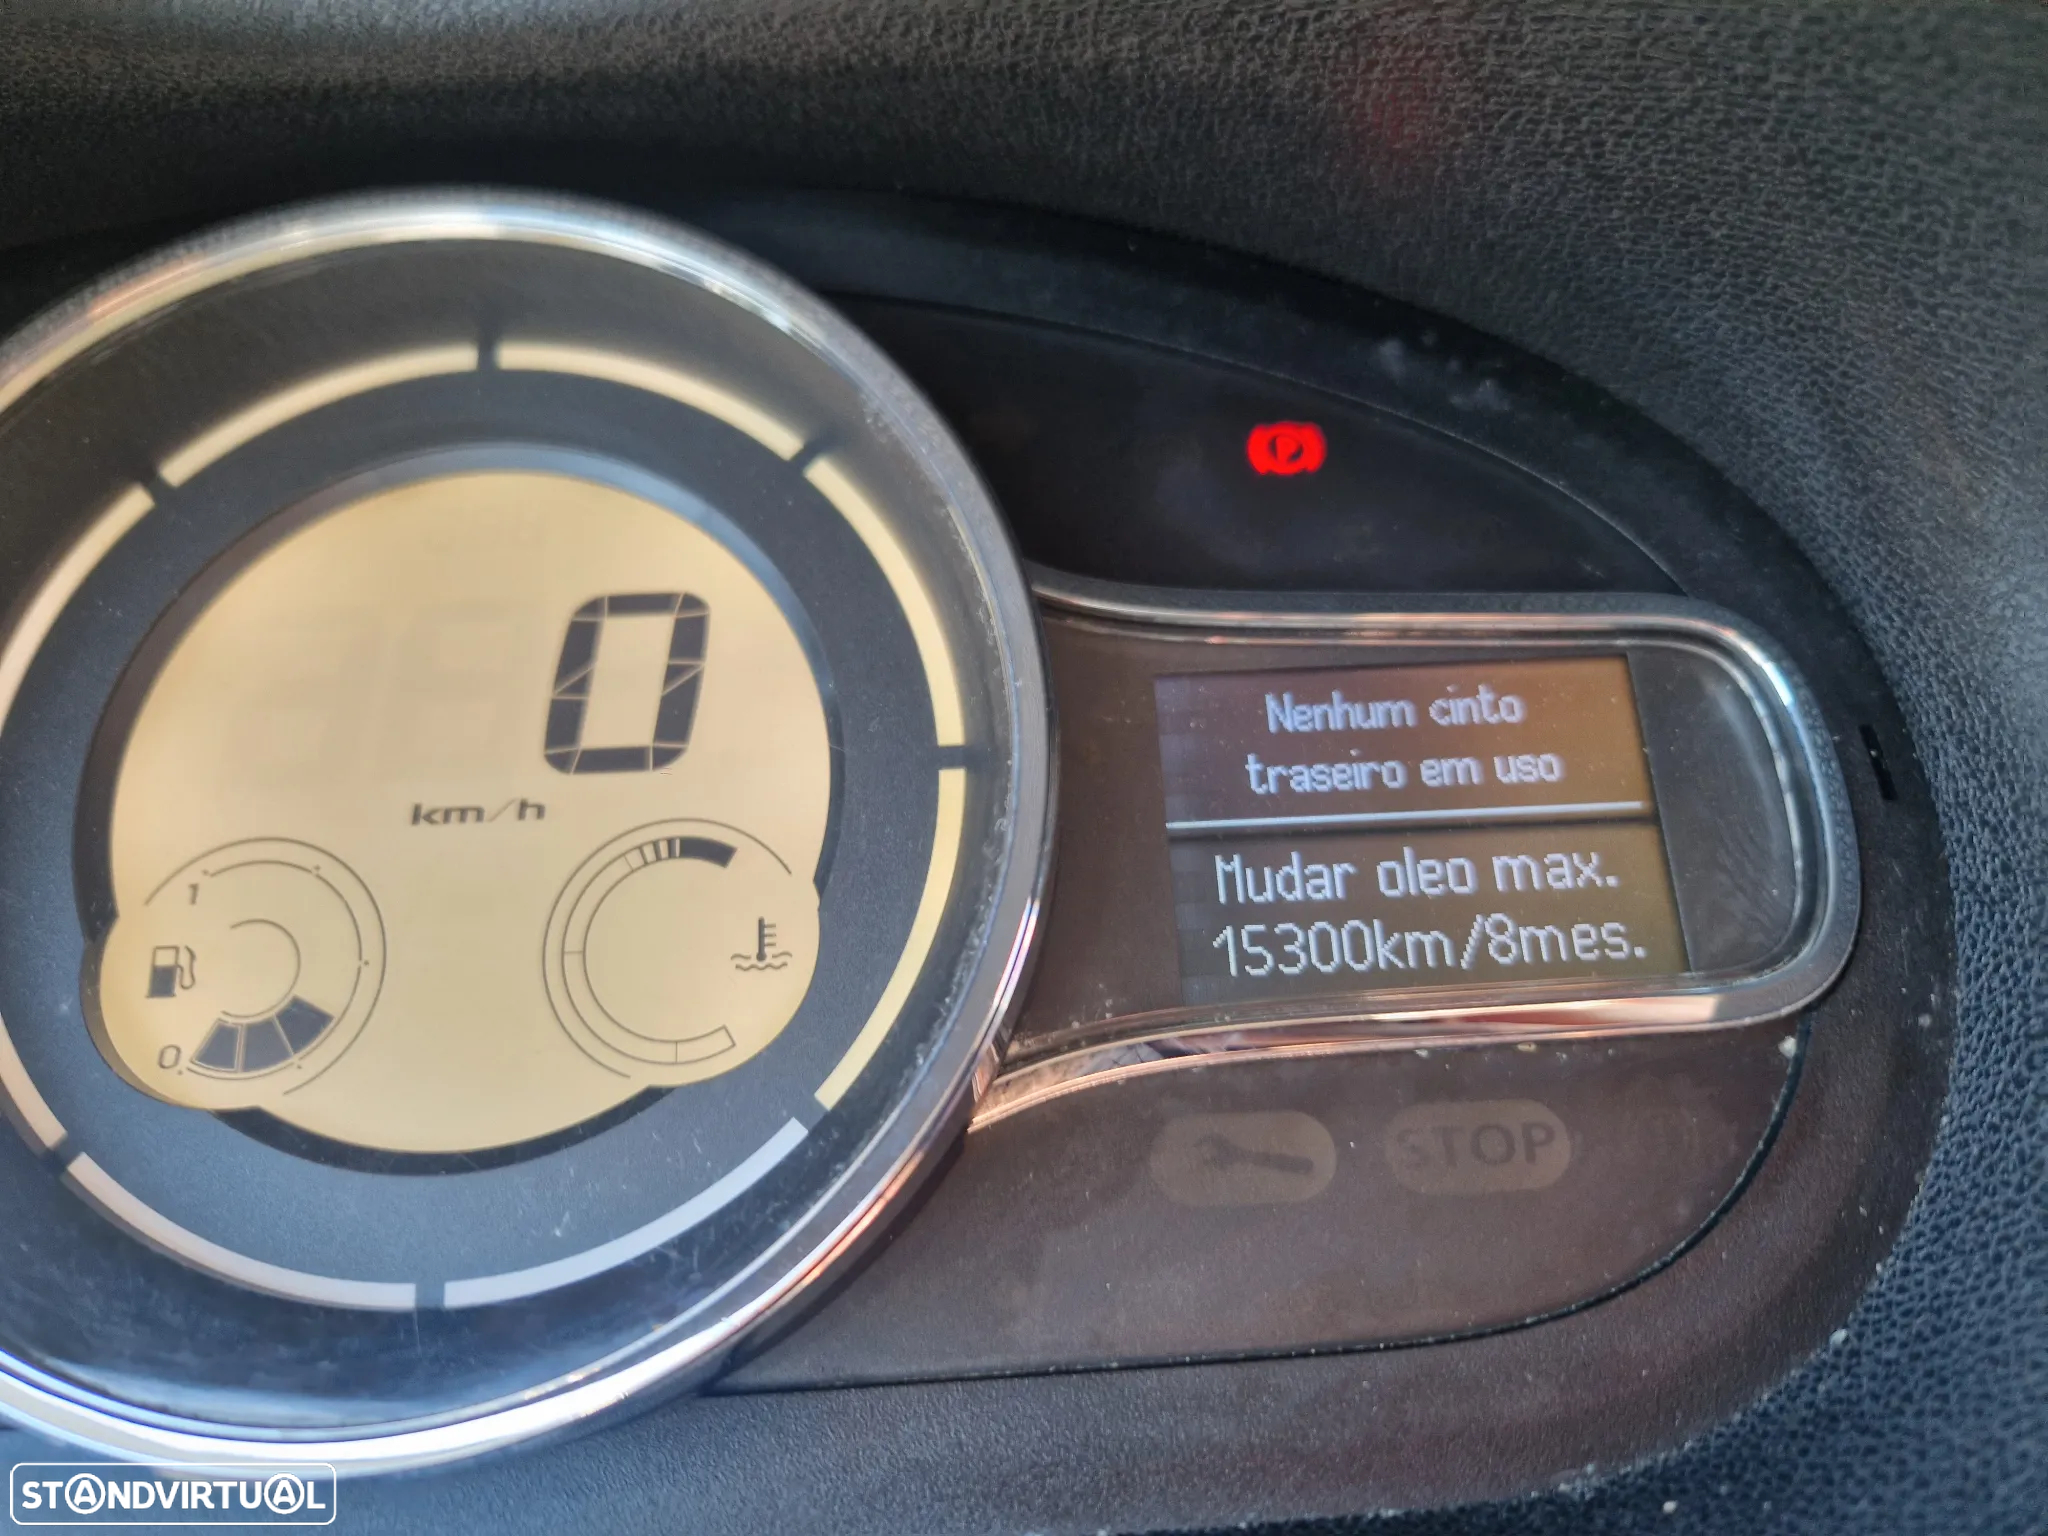 0
km/h
1
0
P
Nenhum cinto
traseiro em uso
Mudar oleo max.
15300km/8mes.
STOP
STANDVIRTUAL